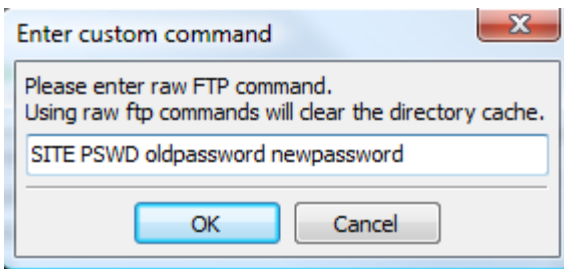 Enter custom command
Please enter raw FTP command.
Using raw ftp commands will clear the directory cache.
SITE PSWD oldpassword newpassword
OK Cancel